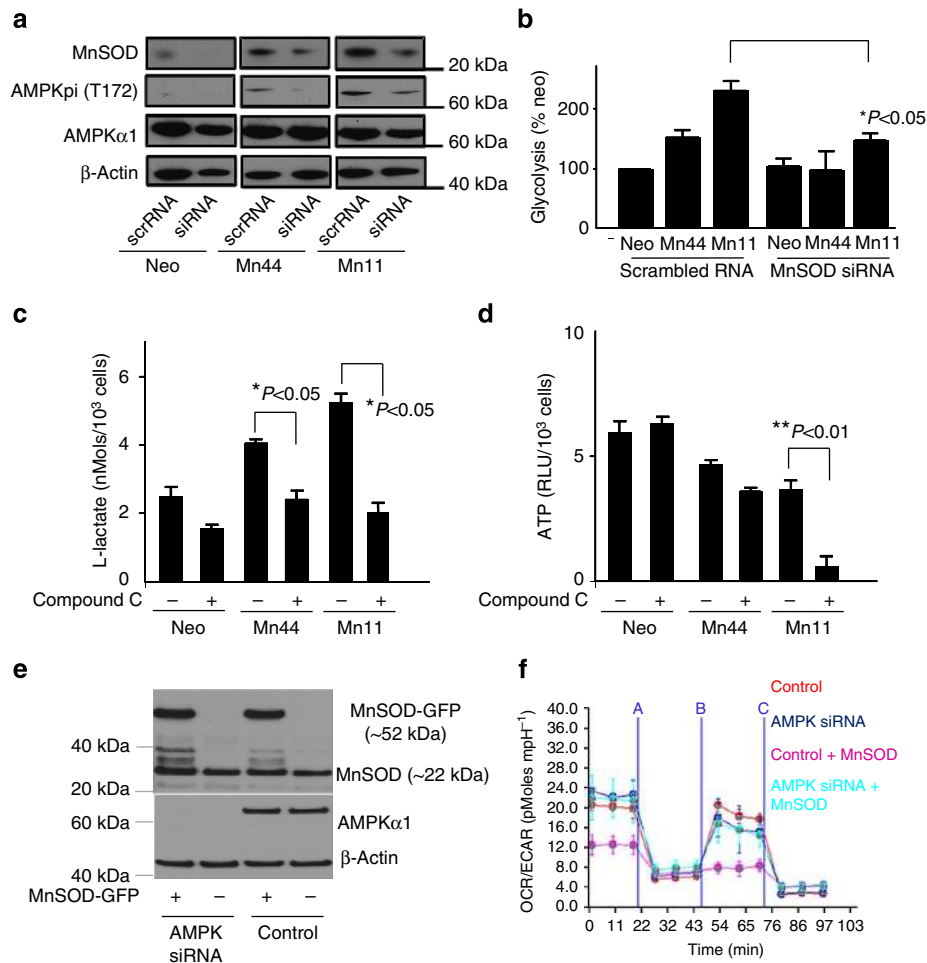 a
MnSOD
20 kDa
AMPKpi (T172)
60 kDa
AMPKα1
60 kDa
β-Actin
40 kDa
scrRNA siRNA scrRNA siRNA scrRNA siRNA
Neo Mn44 Mn11
b
Glycolysis (% neo)
200
100
0
*P<0.05
Neo Mn44 Mn11 Neo Mn44 Mn11
Scrambled RNA MnSOD siRNA
c
L-lactate (nMols/10³ cells)
6
4
2
0
*P<0.05
*P<0.05
Compound C – + – + – +
Neo Mn44 Mn11
d
ATP (RLU/10³ cells)
10
5
0
**P<0.01
Compound C – + – + – +
Neo Mn44 Mn11
e
MnSOD-GFP
(~52 kDa)
40 kDa
MnSOD (~22 kDa)
20 kDa
60 kDa
AMPKα1
β-Actin
40 kDa
MnSOD-GFP + – + –
AMPK
siRNA
Control
f
Control
AMPK siRNA
Control + MnSOD
AMPK siRNA +
MnSOD
A B C
OCR/ECAR (pMoles mpH⁻¹)
40.0
36.0
32.0
28.0
24.0
20.0
16.0
12.0
8.0
4.0
0.0
0 11 22 32 43 54 64 76 86 97 103
Time (min)